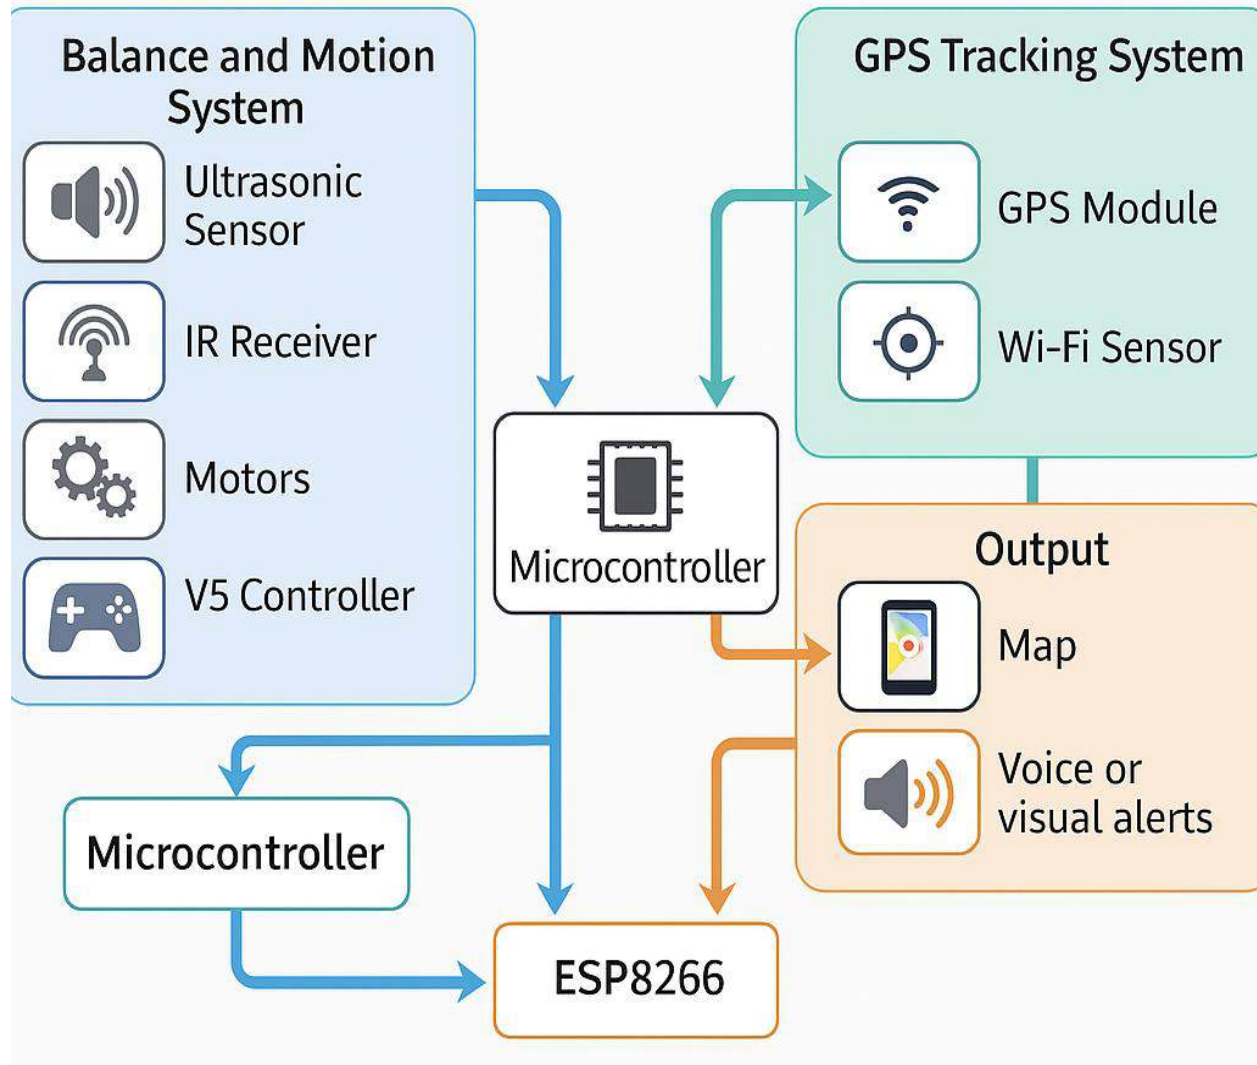 Balance and Motion
System
Ultrasonic
Sensor
IR Receiver
Motors
V5 Controller
GPS Tracking System
GPS Module
Wi-Fi Sensor
Microcontroller
Output
Map
Voice or
visual alerts
Microcontroller
ESP8266